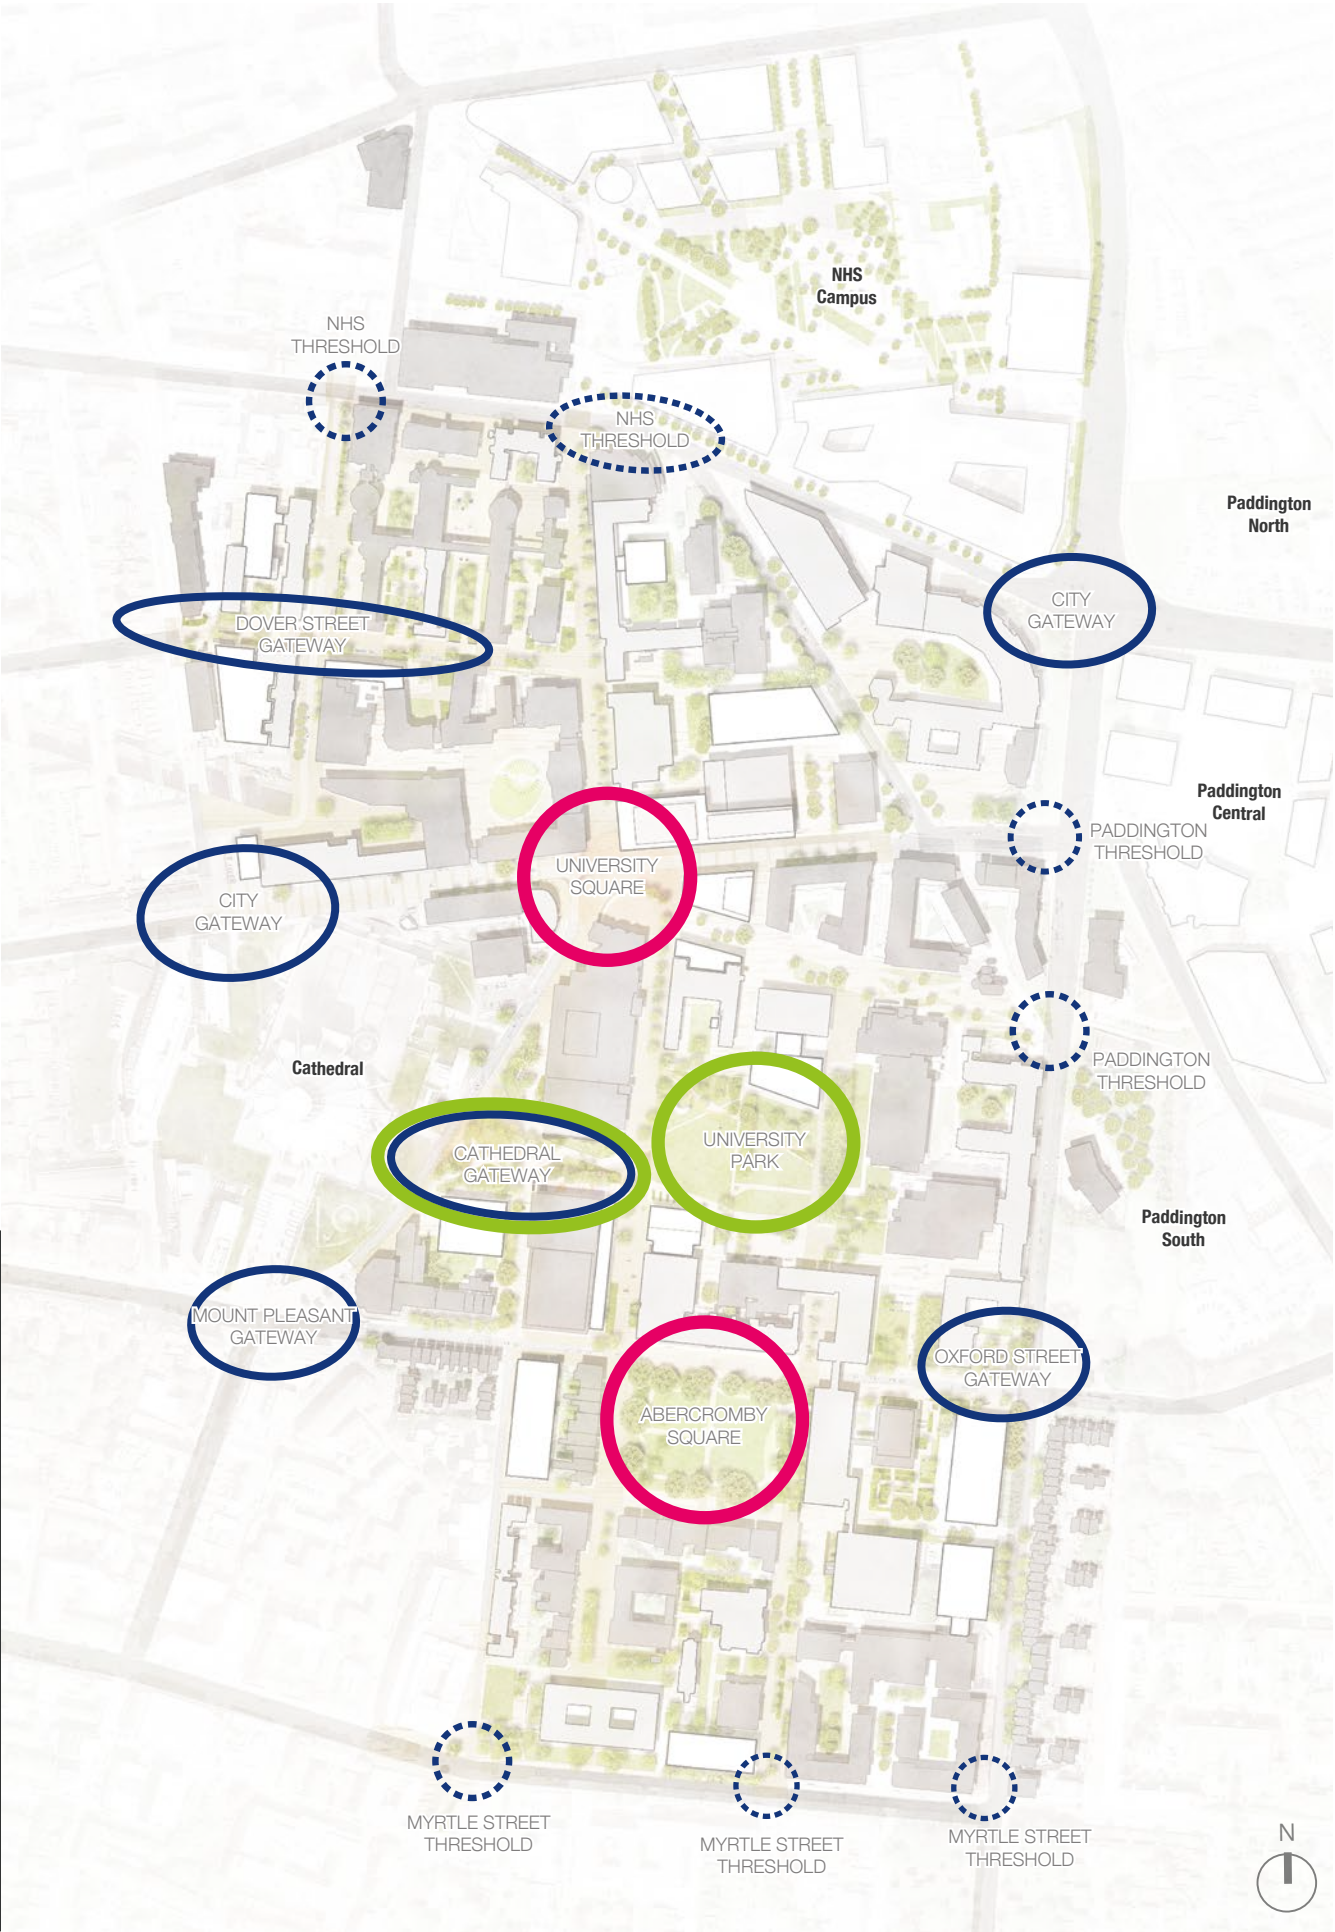 NHS
Campus
NHS
THRESHOLD
NHS
THRESHOLD
Paddington
North
CITY
GATEWAY
DOVER STREET
GATEWAY
Paddington
Central
PADDINGTON
THRESHOLD
UNIVERSITY
SQUARE
CITY
GATEWAY
Cathedral
PADDINGTON
THRESHOLD
UNIVERSITY
PARK
CATHEDRAL
GATEWAY
Paddington
South
MOUNT PLEASANT
GATEWAY
OXFORD STREET
GATEWAY
ABERCROMBY
SQUARE
MYRTLE STREET
THRESHOLD
MYRTLE STREET
THRESHOLD
MYRTLE STREET
THRESHOLD
N